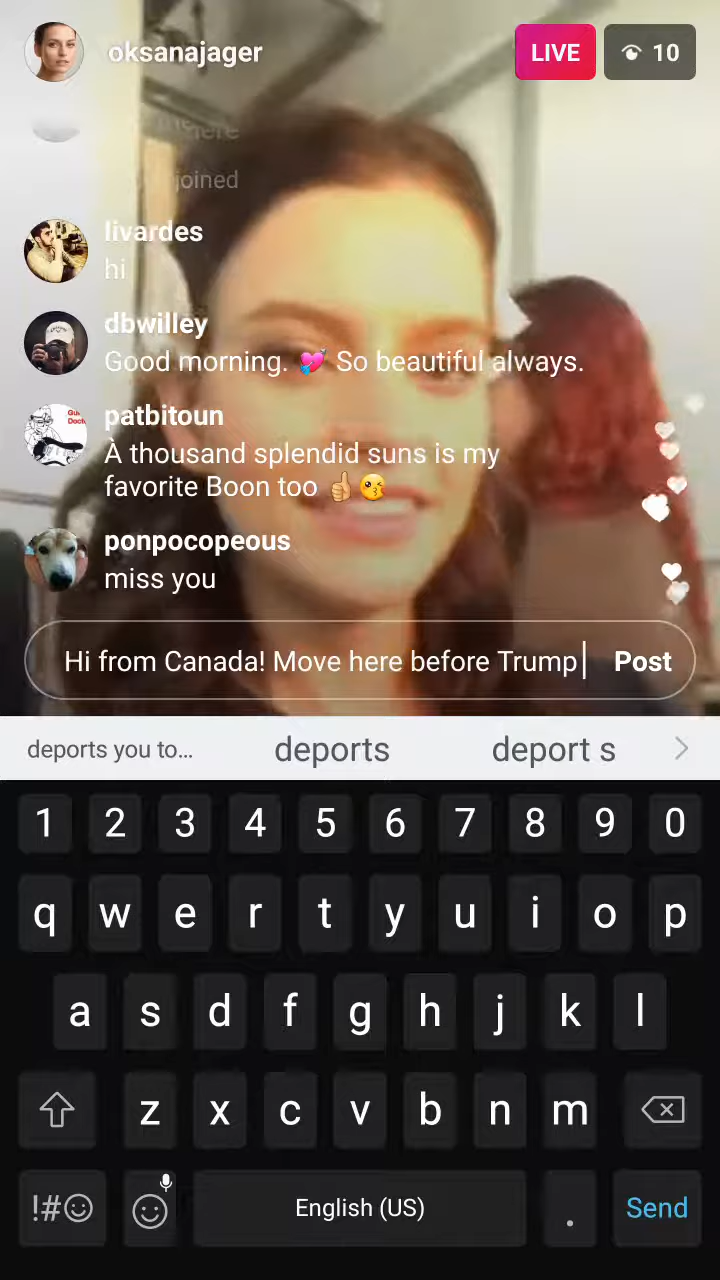 oksanajager
LIVE
10
here
joined
livardes
hi
dbwilley
Good morning. 💘 So beautiful always.
patbitoun
À thousand splendid suns is my
favorite Boon too 👍😘
ponpocopeous
miss you
Hi from Canada! Move here before Trump Post
deports you to... deports deport s
1 2 3 4 5 6 7 8 9 0
q w e r t y u i o p
a s d f g h j k l
z x c v b n m
!#☺ English (US) . Send